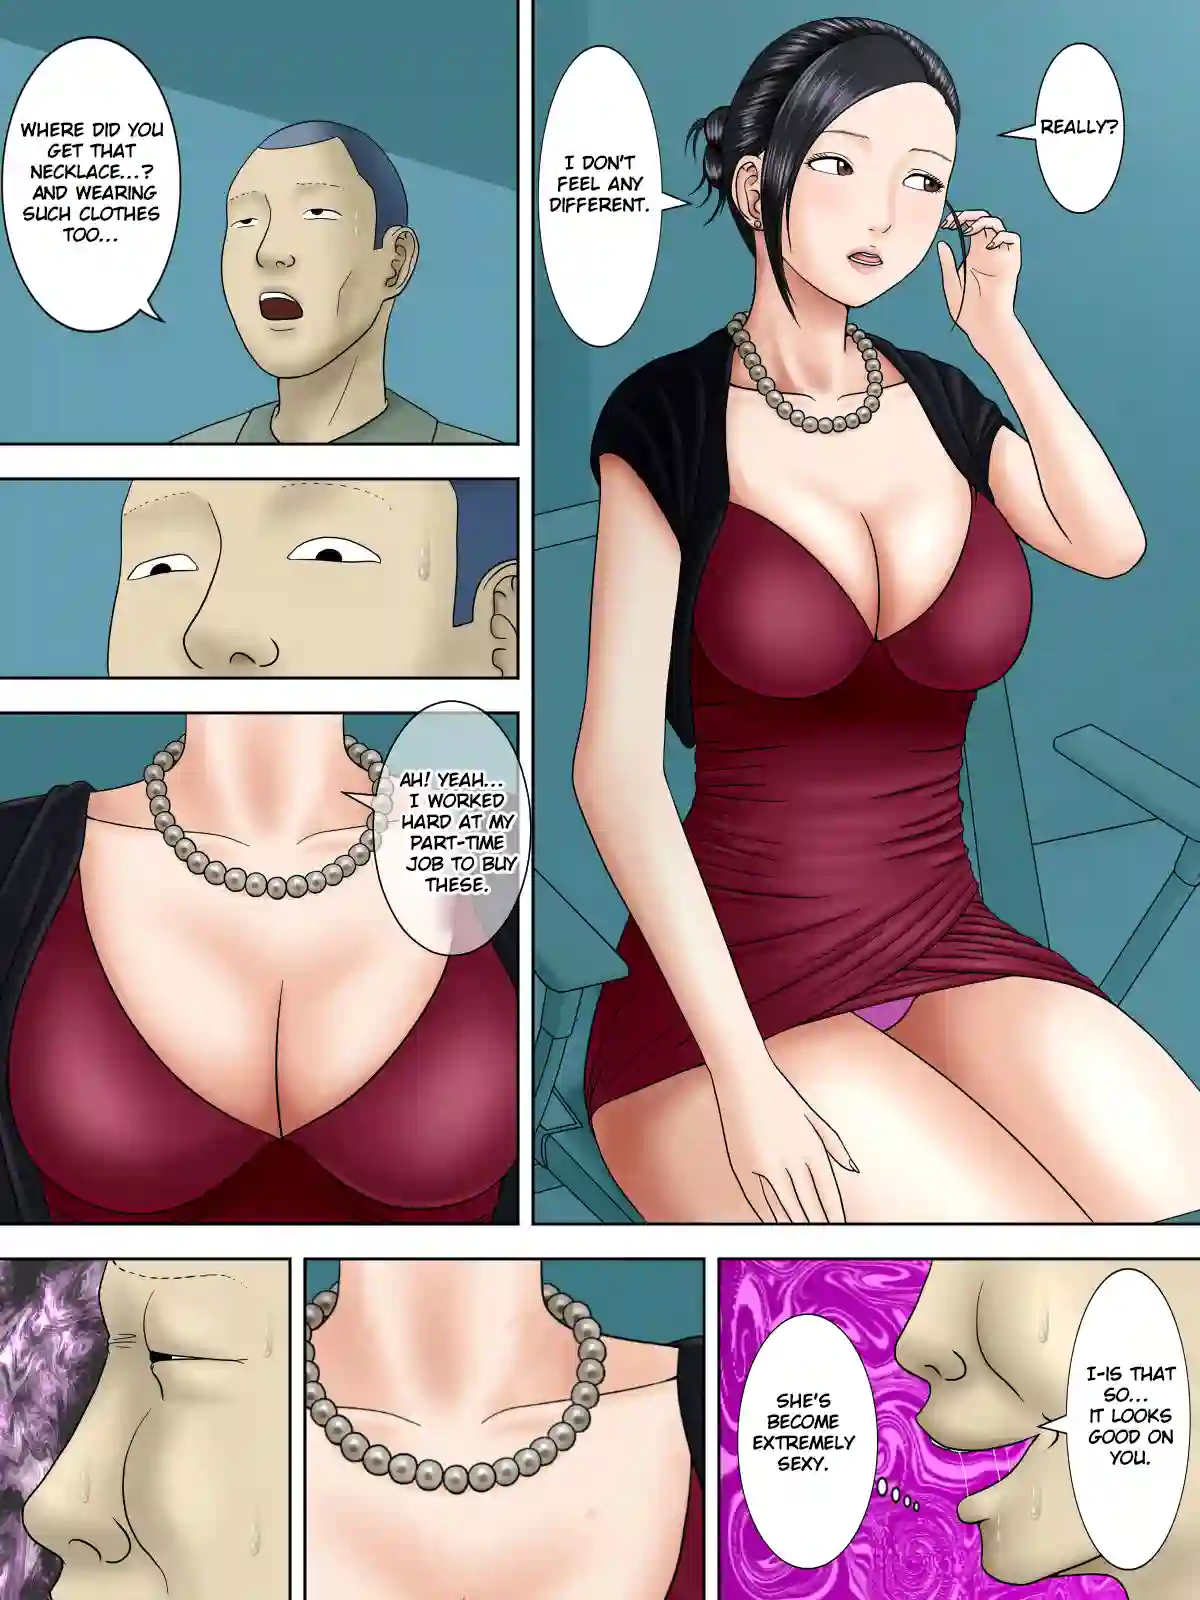 WHERE DID YOU
GET THAT
NECKLACE...?
AND WEARING
SUCH CLOTHES
TOO...
REALLY?
I DON'T
FEEL ANY
DIFFERENT.
AH! YEAH...
I WORKED
HARD AT MY
PART-TIME
JOB TO BUY
THESE.
I-IS THAT
SO...
IT LOOKS
GOOD ON
YOU.
SHE'S
BECOME
EXTREMELY
SEXY.